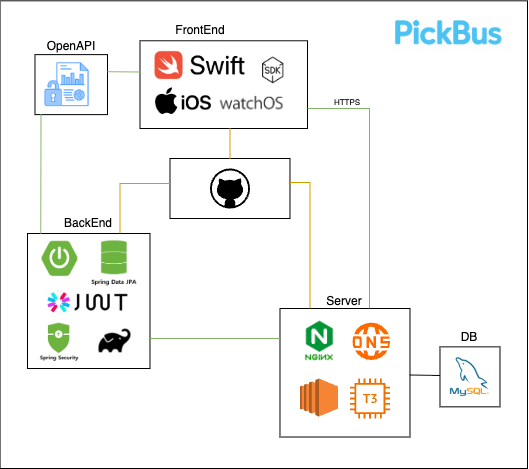 PickBus
FrontEnd
OpenAPI
Swift
SDK
iOS watchOS
HTTPS
BackEnd
Spring Data JPA
JWT
Spring Security
Server
NGINX
DNS
T3
DB
MySQL